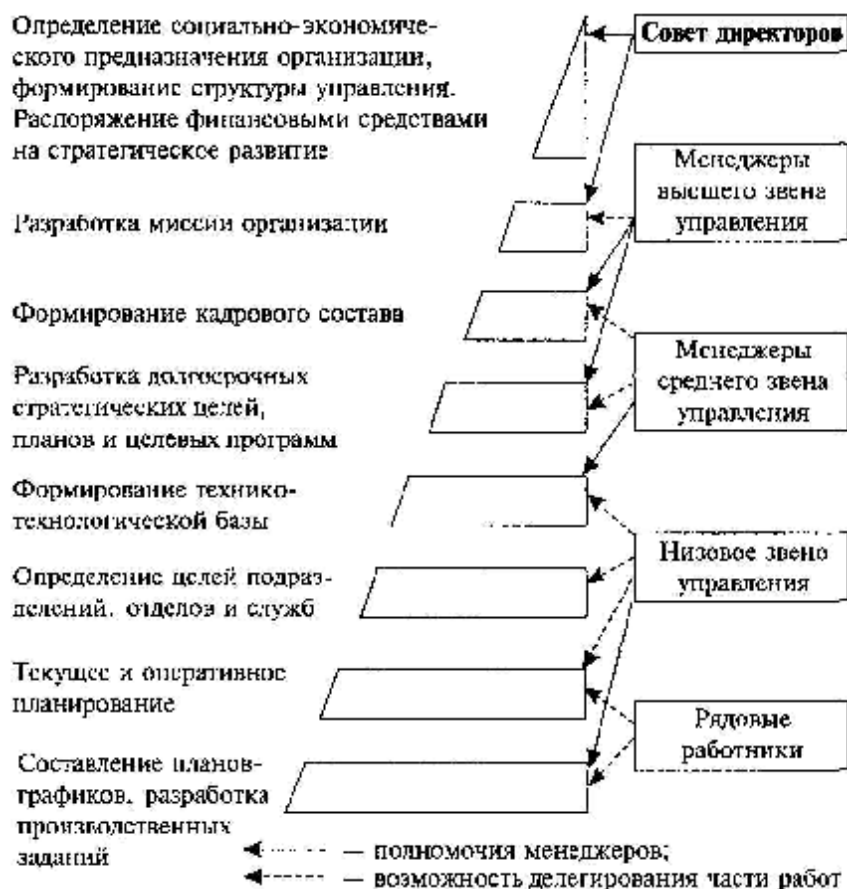 Определение социально-экономиче-
ского предназначения организации,
формирование структуры управления.
Распоряжение финансовыми средствами
на стратегическое развитие
Совет директоров
Менеджеры
высшего звена
управления
Разработка миссии организации
Формирование кадрового состава
Менеджеры
среднего звена
управления
Разработка долгосрочных
стратегических целей,
планов и целевых программ
Формирование технико-
технологической базы
Низовое звено
управления
Определение целей подраз-
делений, отделов и служб
Текущее и оперативное
планирование
Рядовые
работники
Составление планов-
графиков, разработка
производственных
заданий
— полномочия менеджеров;
— возможность делегирования части работ